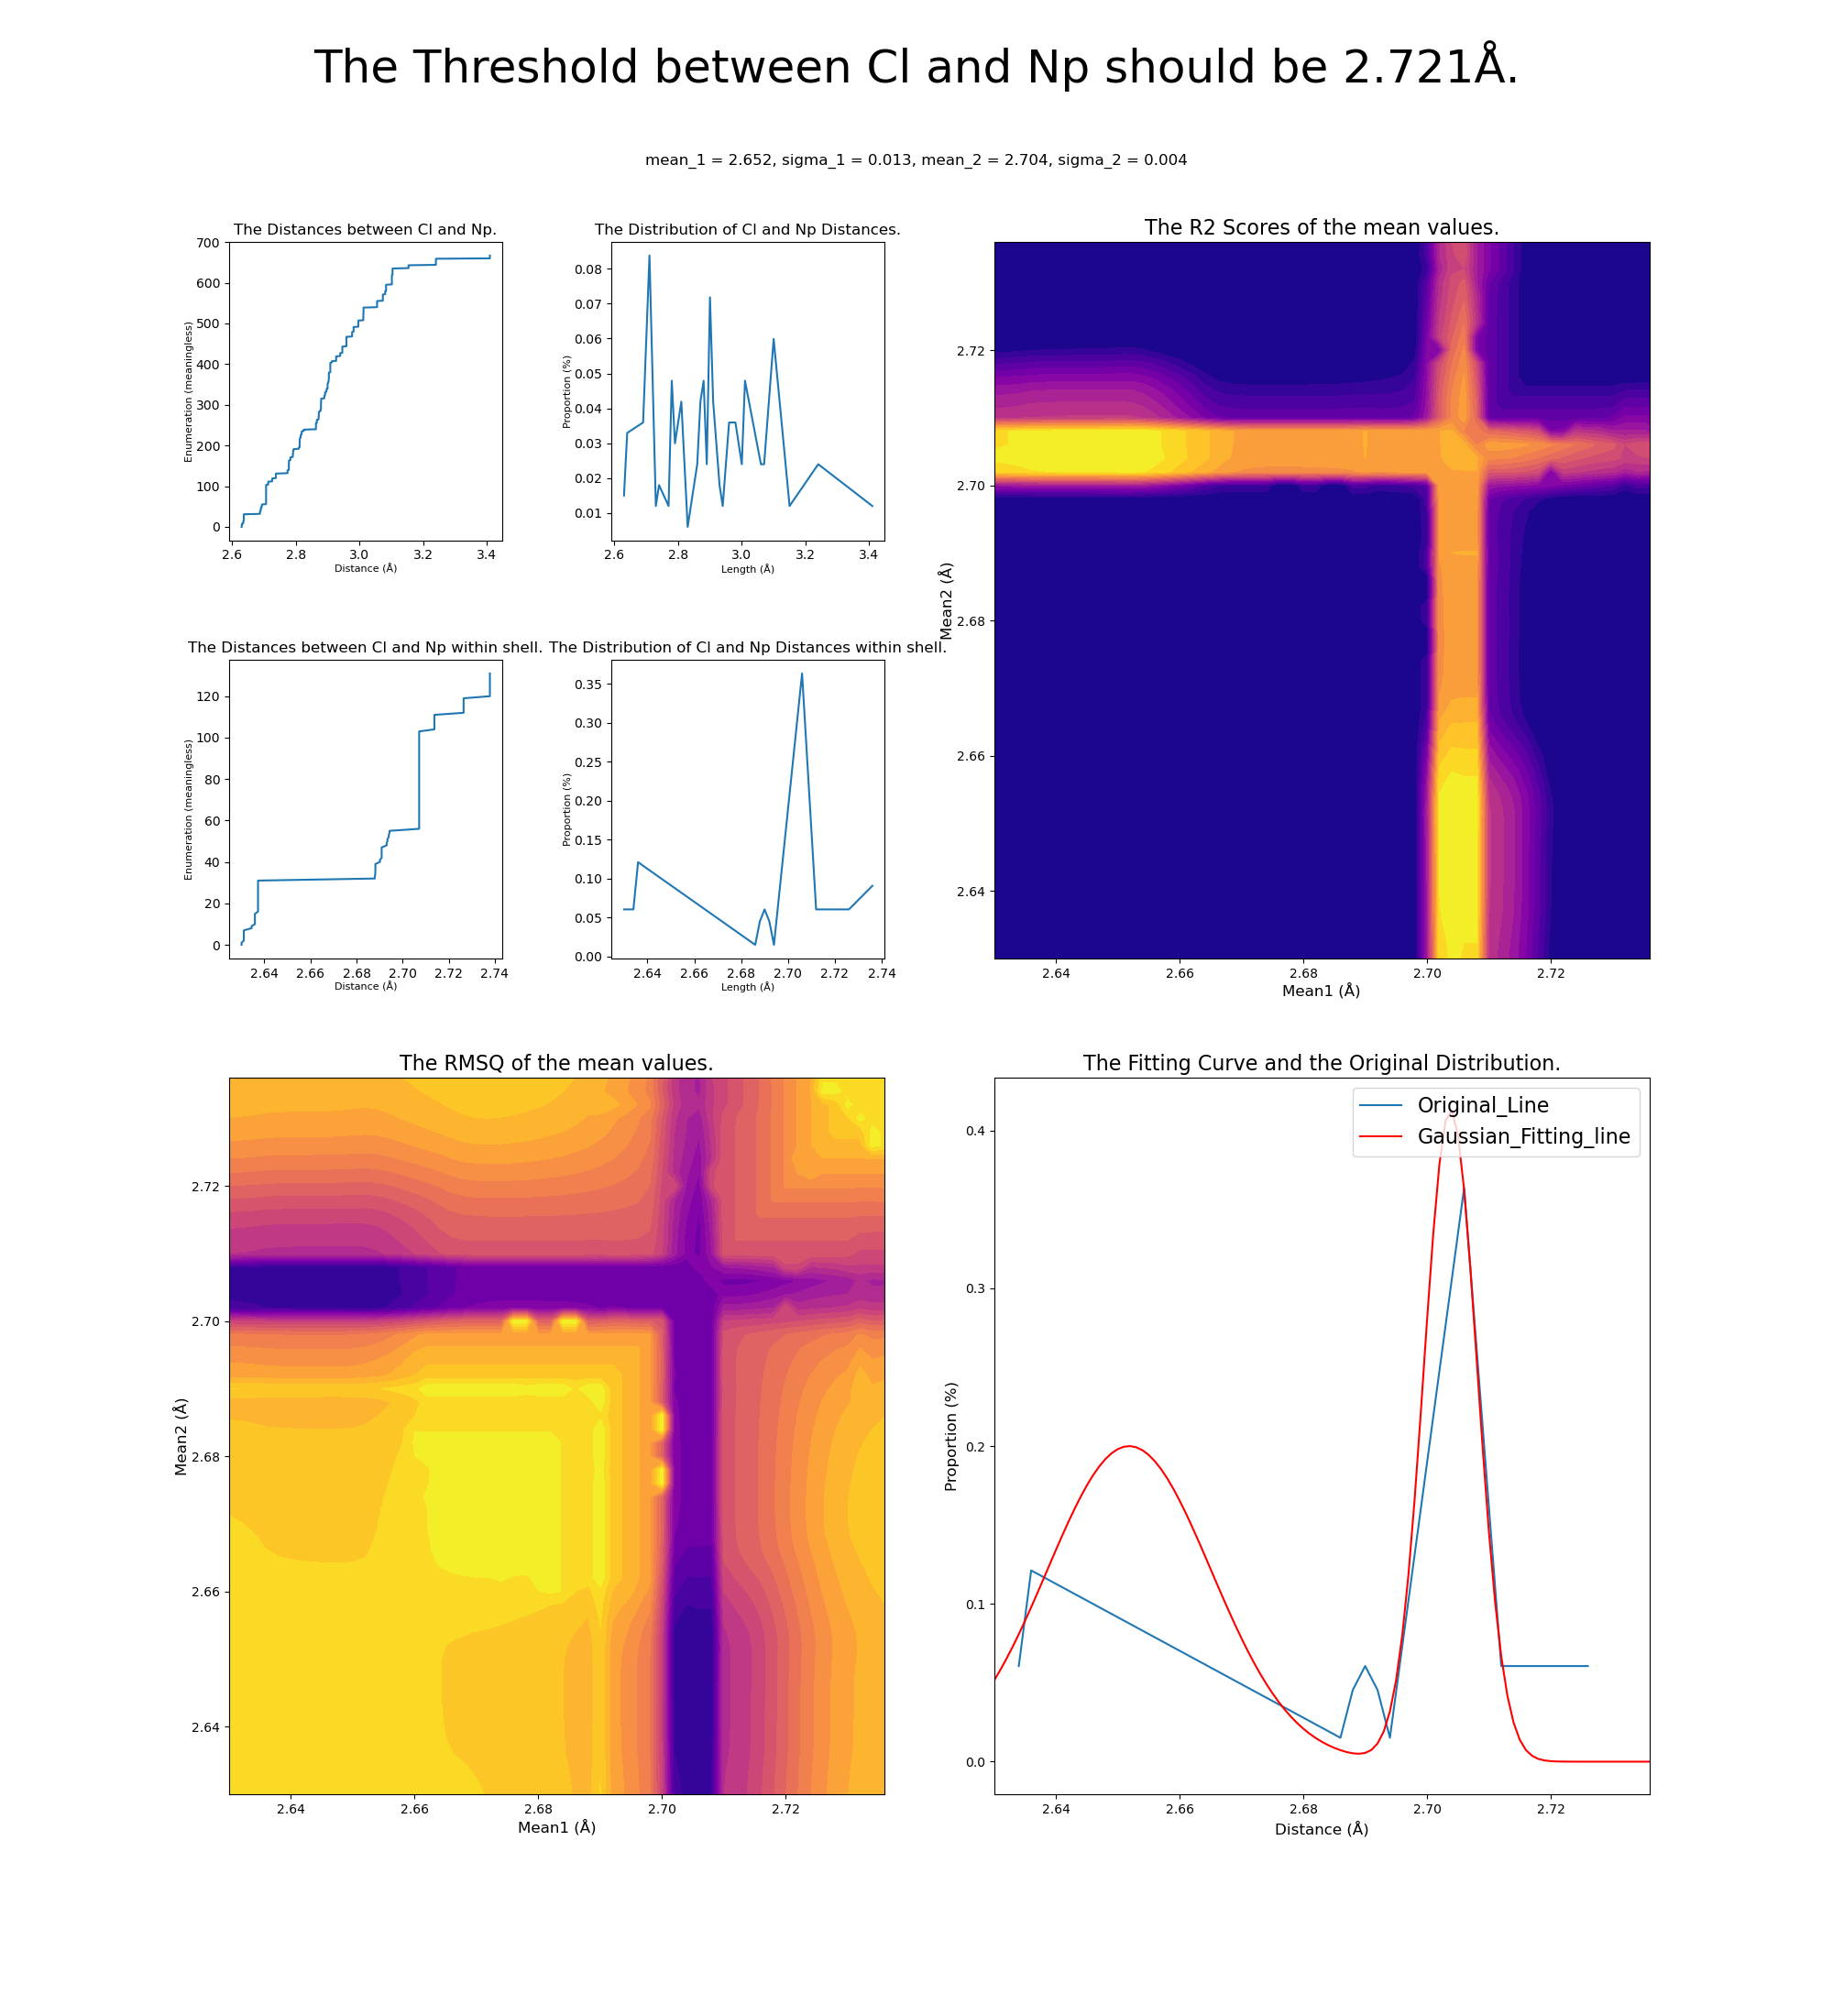 The Threshold between Cl and Np should be 2.721Å.
mean_1 = 2.652, sigma_1 = 0.013, mean_2 = 2.704, sigma_2 = 0.004
The Distances between Cl and Np.
700
600
500
400
300
200
100
0
Enumeration (meaningless)
2.6 2.8 3.0 3.2 3.4
Distance (Å)
The Distribution of Cl and Np Distances.
0.08
0.07
0.06
0.05
0.04
0.03
0.02
0.01
Proportion (%)
2.6 2.8 3.0 3.2 3.4
Length (Å)
The R2 Scores of the mean values.
2.72
2.70
2.68
2.66
2.64
Mean2 (Å)
2.64 2.66 2.68 2.70 2.72
Mean1 (Å)
The Distances between Cl and Np within shell.
120
100
80
60
40
20
0
Enumeration (meaningless)
2.64 2.66 2.68 2.70 2.72 2.74
Distance (Å)
The Distribution of Cl and Np Distances within shell.
0.35
0.30
0.25
0.20
0.15
0.10
0.05
0.00
Proportion (%)
2.64 2.66 2.68 2.70 2.72 2.74
Length (Å)
The RMSQ of the mean values.
2.72
2.70
2.68
2.66
2.64
Mean2 (Å)
2.64 2.66 2.68 2.70 2.72
Mean1 (Å)
The Fitting Curve and the Original Distribution.
Original_Line
Gaussian_Fitting_line
0.4
0.3
0.2
0.1
0.0
Proportion (%)
2.64 2.66 2.68 2.70 2.72
Distance (Å)